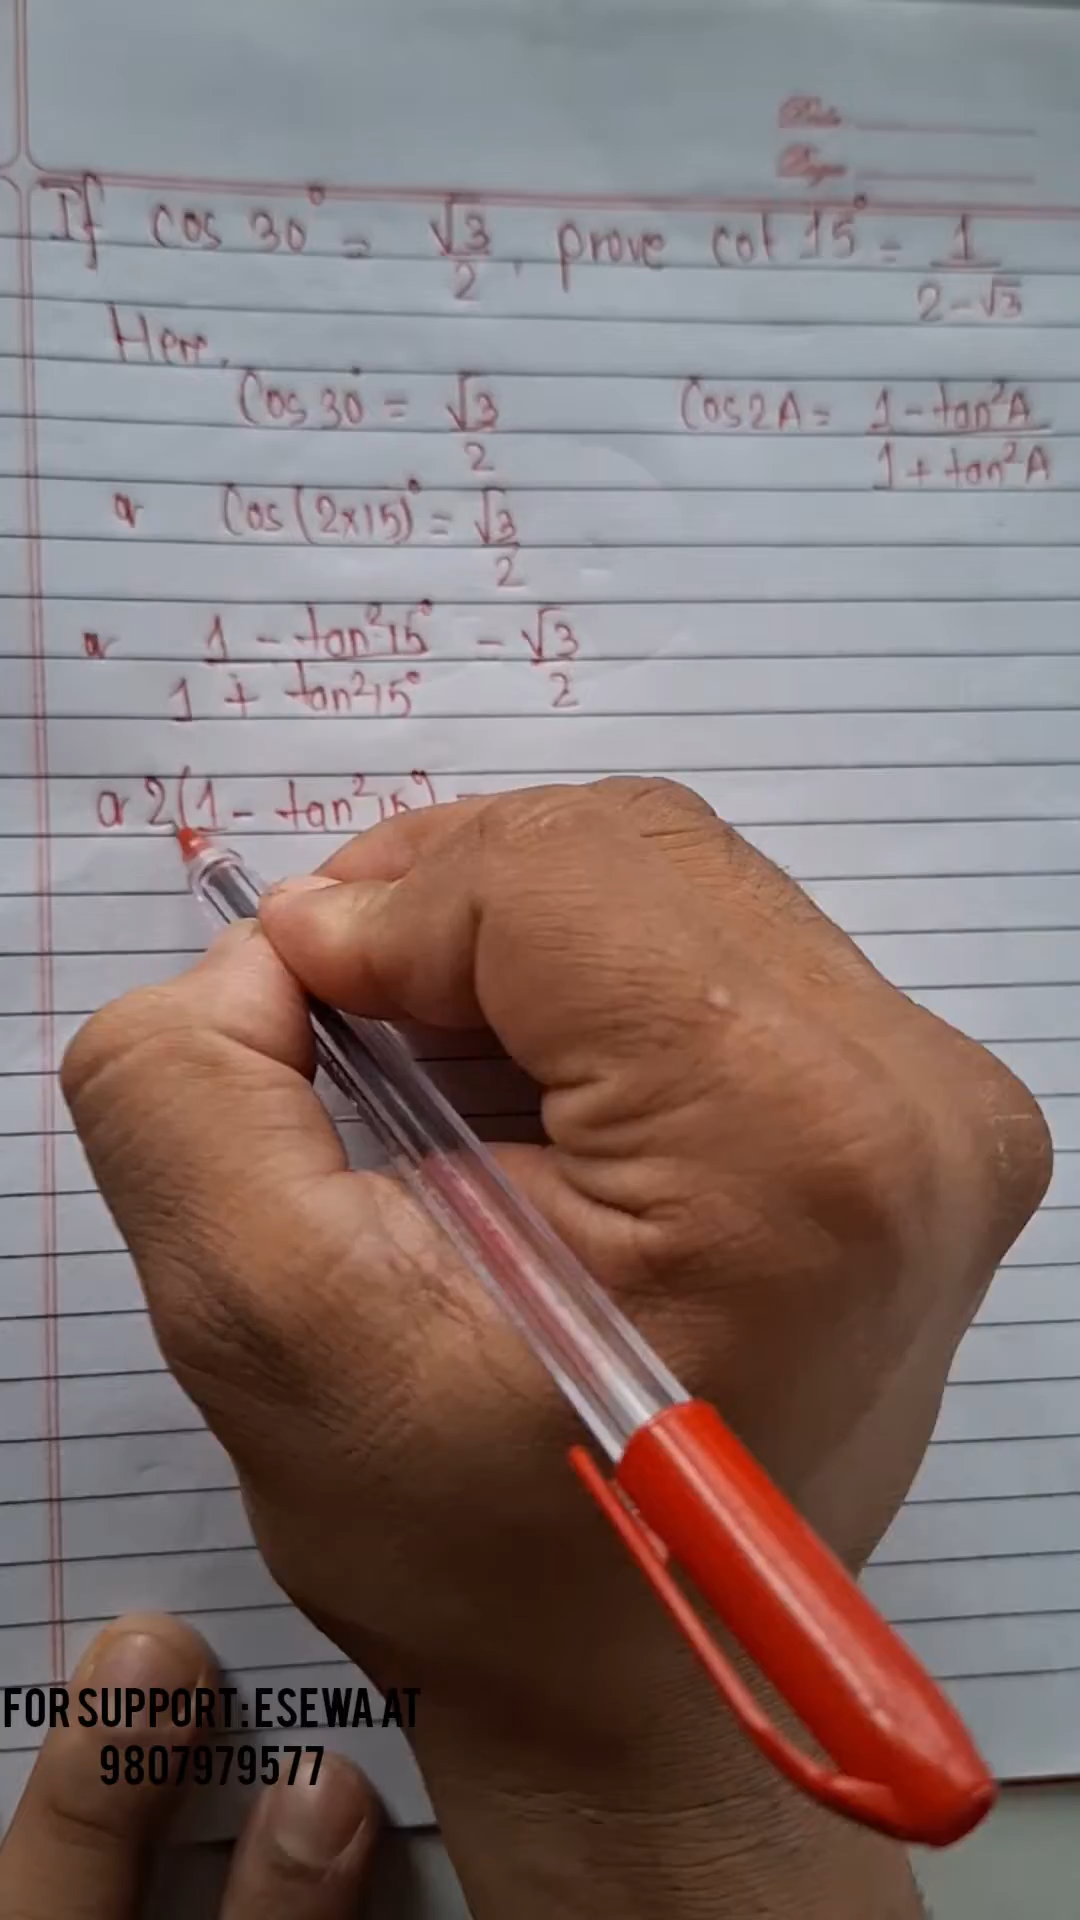 Date
Page
If cos 30° = √3/2, prove cot 15° = 1/(2-√3)
Here,
Cos 30° = √3/2
Cos2A = (1 - tan²A)/(1 + tan²A)
or Cos (2×15)° = √3/2
or (1 - tan²15°)/(1 + tan²15°) = √3/2
or 2(1 - tan²15°) =
FOR SUPPORT: ESEWA AT
9807979577